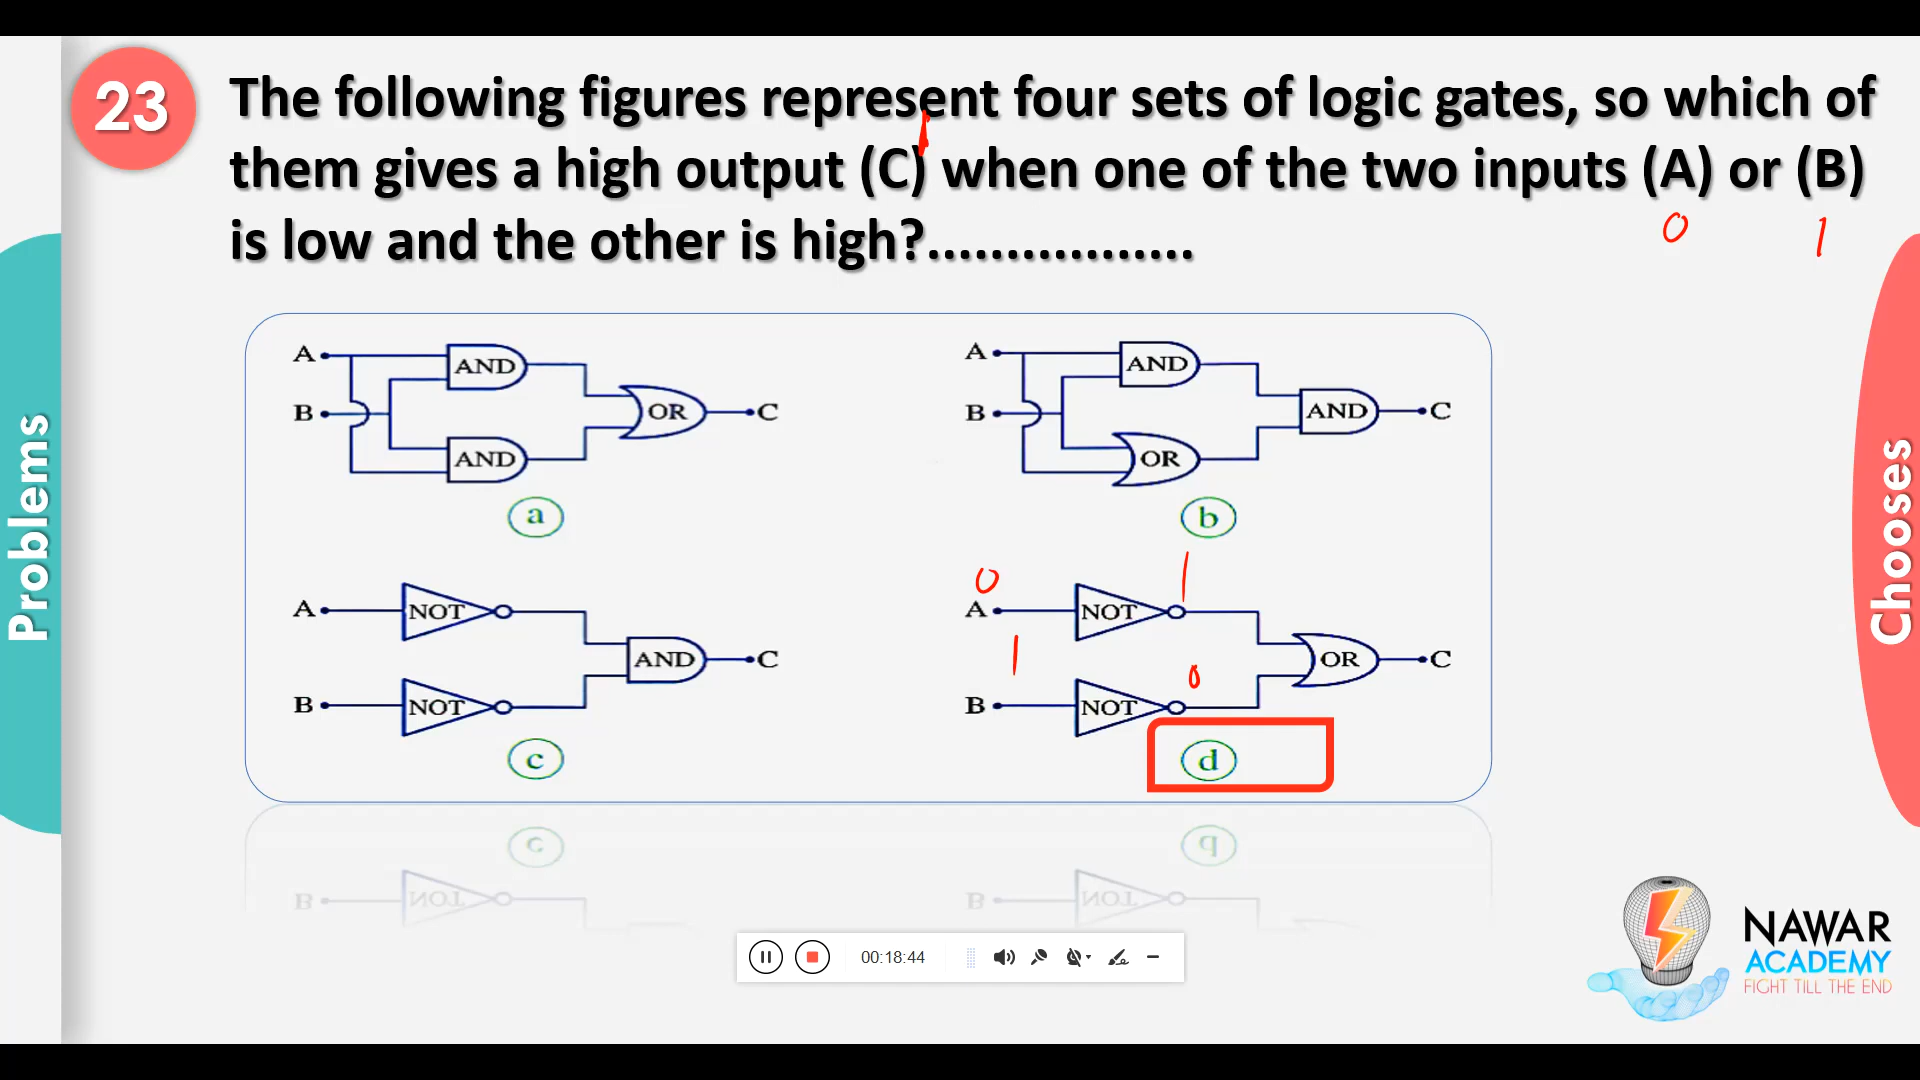 23
The following figures represent four sets of logic gates, so which of
them gives a high output (C) when one of the two inputs (A) or (B)
is low and the other is high?.................
1
0 1
Problems
Chooses
A
B
AND
AND
OR
C
a
A
B
AND
OR
AND
C
b
A
B
NOT
NOT
AND
C
c
0
1
A
1
B
0
NOT
NOT
OR
C
d
00:18:44
NAWAR
ACADEMY
FIGHT TILL THE END